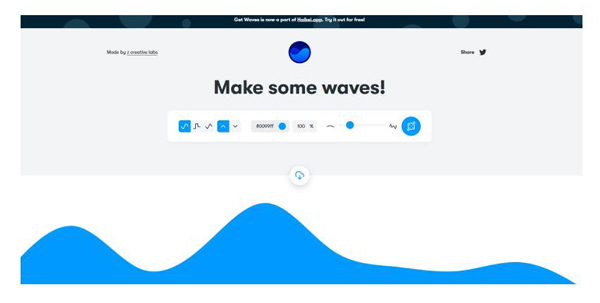 Get Waves is now a part of Haikei.app. Try it out for free!
Made by z creative labs
Share
Make some waves!
#0099ff
100 %